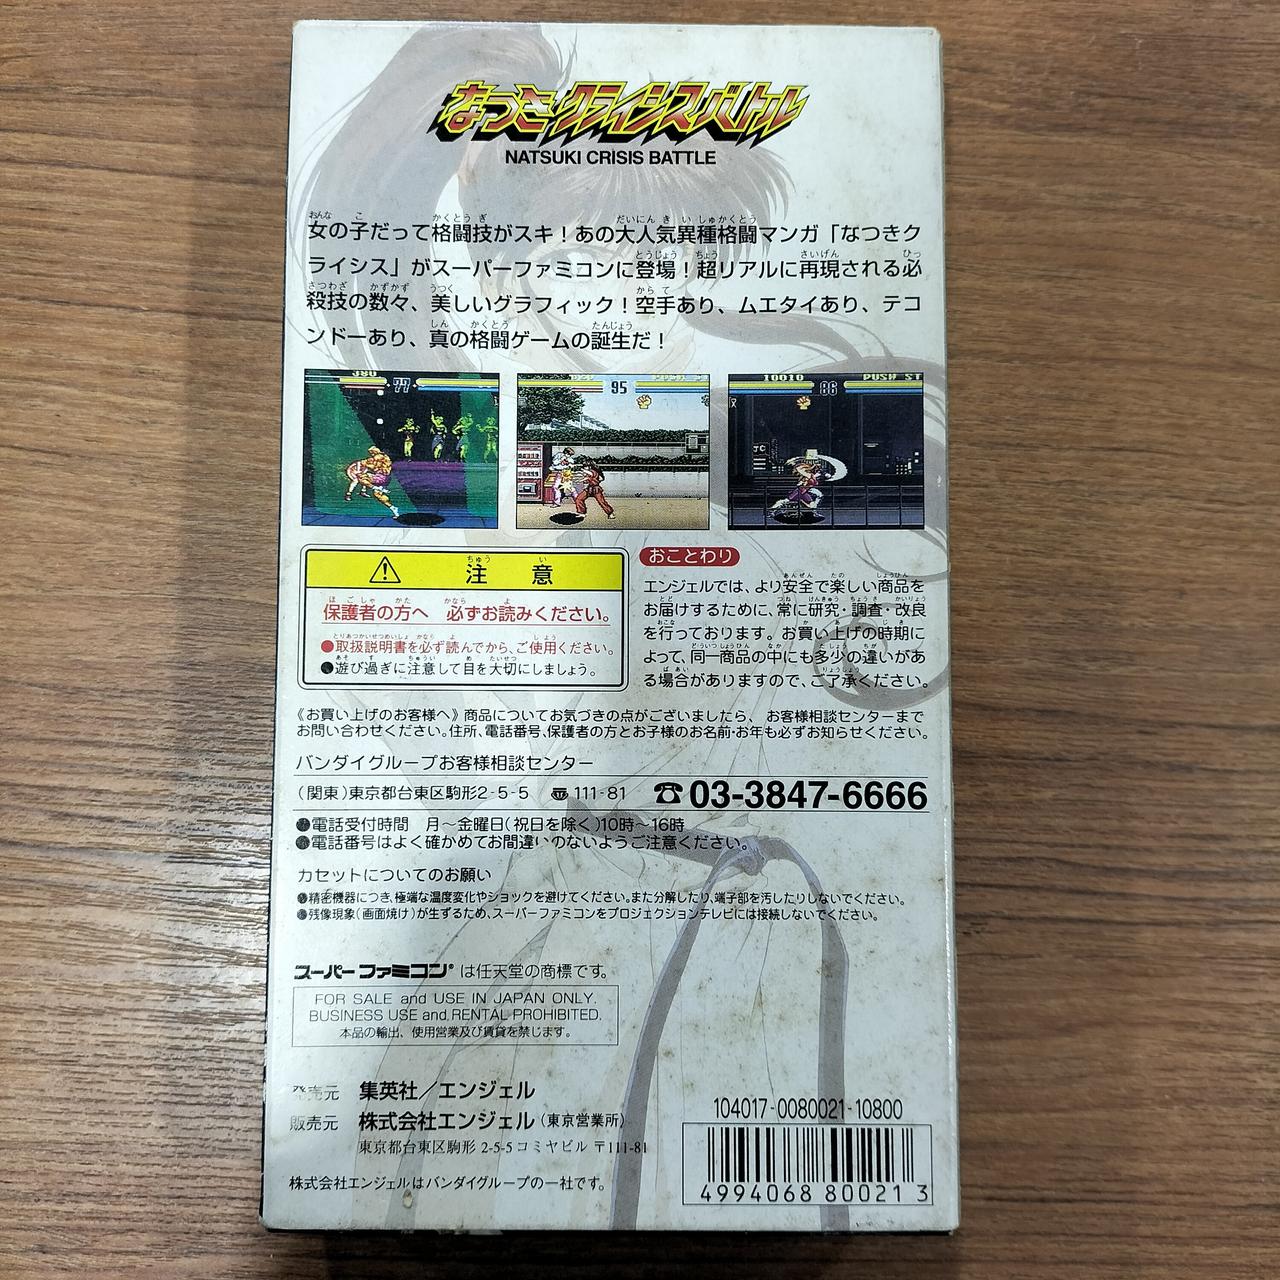 なつきクライシスバトル
NATSUKI CRISIS BATTLE
女の子だって格闘技がスキ！あの大人気異種格闘マンガ「なつきク
ライシス」がスーパーファミコンに登場！超リアルに再現される必
殺技の数々、美しいグラフィック！空手あり、ムエタイあり、テコ
ンドーあり、真の格闘ゲームの誕生だ！
380 77
95
10010 86 PUSH ST
注意
保護者の方へ 必ずお読みください。
●取扱説明書を必ず読んでから、ご使用ください。
●遊び過ぎに注意して目を大切にしましょう。
おことわり
エンジェルでは、より安全で楽しい商品を
お届けするために、常に研究・調査・改良
を行っております。お買い上げの時期に
よって、同一商品の中にも多少の違いがあ
る場合がありますので、ご了承ください。
《お買い上げのお客様へ》商品についてお気づきの点がございましたら、お客様相談センターまで
お問い合わせください。住所、電話番号、保護者の方とお子様のお名前・お年も必ずお知らせください。
バンダイグループお客様相談センター
(関東)東京都台東区駒形2-5-5 〠111-81 ☎03-3847-6666
●電話受付時間 月〜金曜日(祝日を除く)10時〜16時
●電話番号はよく確かめてお間違いのないようご注意ください。
カセットについてのお願い
●精密機器につき、極端な温度変化やショックを避けてください。また分解したり、端子部を汚したりしないでください。
●残像現象(画面焼け)が生ずるため、スーパーファミコンをプロジェクションテレビには接続しないでください。
スーパーファミコン®は任天堂の商標です。
FOR SALE and USE IN JAPAN ONLY.
BUSINESS USE and RENTAL PROHIBITED.
本品の輸出、使用営業及び賃貸を禁じます。
発売元 集英社／エンジェル
販売元 株式会社エンジェル(東京営業所)
東京都台東区駒形 2-5-5 コミヤビル 〒111-81
株式会社エンジェルはバンダイグループの一社です。
104017-0080021-10800
4994068 80021 3